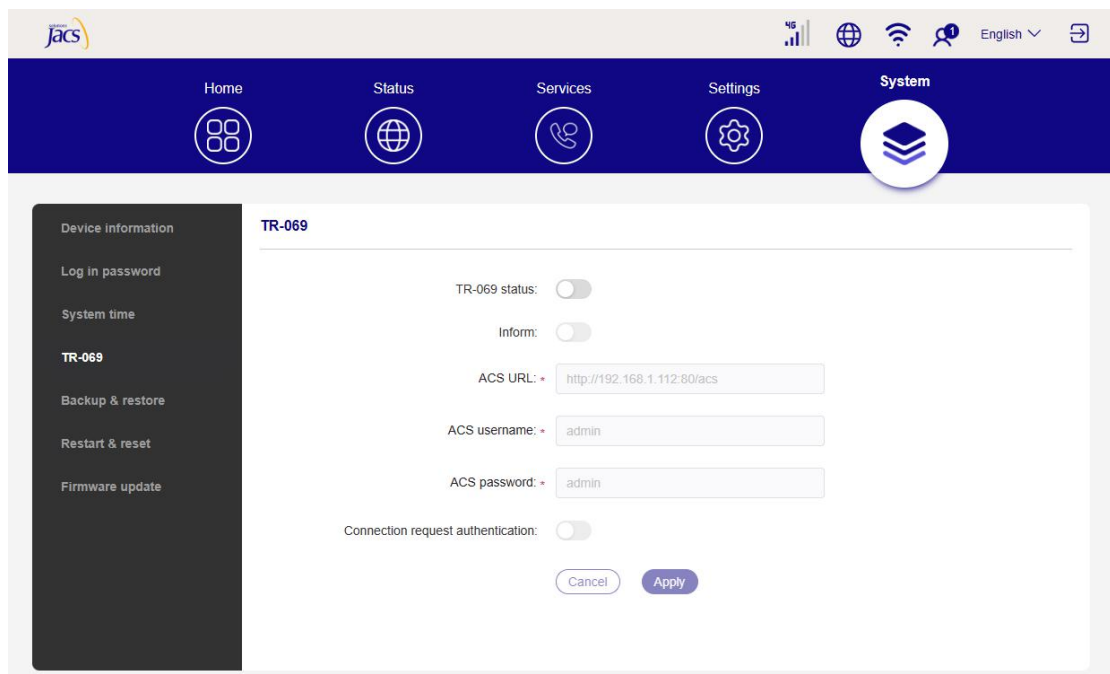 solutions
jacs
4G
1
English
Home
Status
Services
Settings
System
Device information
Log in password
System time
TR-069
Backup & restore
Restart & reset
Firmware update
TR-069
TR-069 status:
Inform:
ACS URL: * http://192.168.1.112:80/acs
ACS username: * admin
ACS password: * admin
Connection request authentication:
Cancel Apply